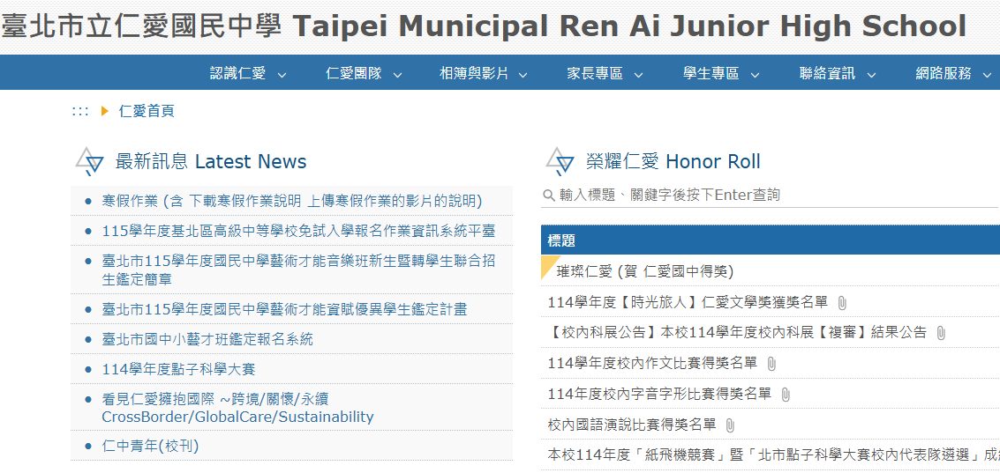 臺北市立仁愛國民中學 Taipei Municipal Ren Ai Junior High School
認識仁愛 仁愛團隊 相簿與影片 家長專區 學生專區 聯絡資訊 網路服務
::: 仁愛首頁
最新訊息 Latest News
寒假作業 (含 下載寒假作業說明 上傳寒假作業的影片的說明)
115學年度基北區高級中等學校免試入學報名作業資訊系統平臺
臺北市115學年度國民中學藝術才能音樂班新生暨轉學生聯合招
生鑑定簡章
臺北市115學年度國民中學藝術才能資賦優異學生鑑定計畫
臺北市國中小藝才班鑑定報名系統
114學年度點子科學大賽
看見仁愛擁抱國際 ~跨境/關懷/永續
CrossBorder/GlobalCare/Sustainability
仁中青年(校刊)
榮耀仁愛 Honor Roll
輸入標題、關鍵字後按下Enter查詢
標題
璀璨仁愛 (賀 仁愛國中得獎)
114學年度【時光旅人】仁愛文學獎獲獎名單
【校內科展公告】本校114學年度校內科展【複審】結果公告
114學年度校內作文比賽得獎名單
114年度校內字音字形比賽得獎名單
校內國語演說比賽得獎名單
本校114年度「紙飛機競賽」暨「北市點子科學大賽校內代表隊遴選」成